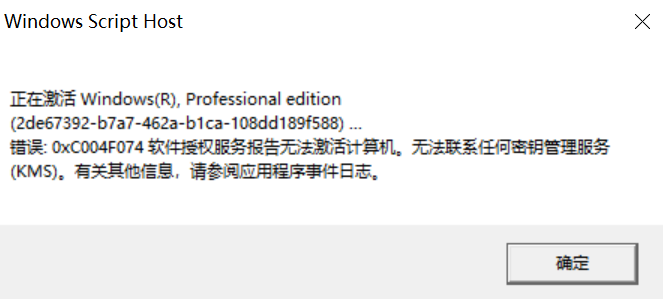 Windows Script Host
正在激活 Windows(R), Professional edition
(2de67392-b7a7-462a-b1ca-108dd189f588) ...
错误: 0xC004F074 软件授权服务报告无法激活计算机。无法联系任何密钥管理服务
(KMS)。有关其他信息，请参阅应用程序事件日志。
确定